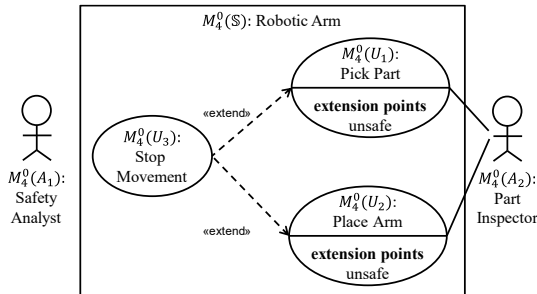 M₄⁰(𝕊): Robotic Arm
M₄⁰(U₁):
Pick Part
extension points
unsafe
«extend»
M₄⁰(U₃):
Stop
Movement
M₄⁰(A₁):
Safety
Analyst
M₄⁰(A₂):
Part
Inspector
M₄⁰(U₂):
Place Arm
«extend»
extension points
unsafe